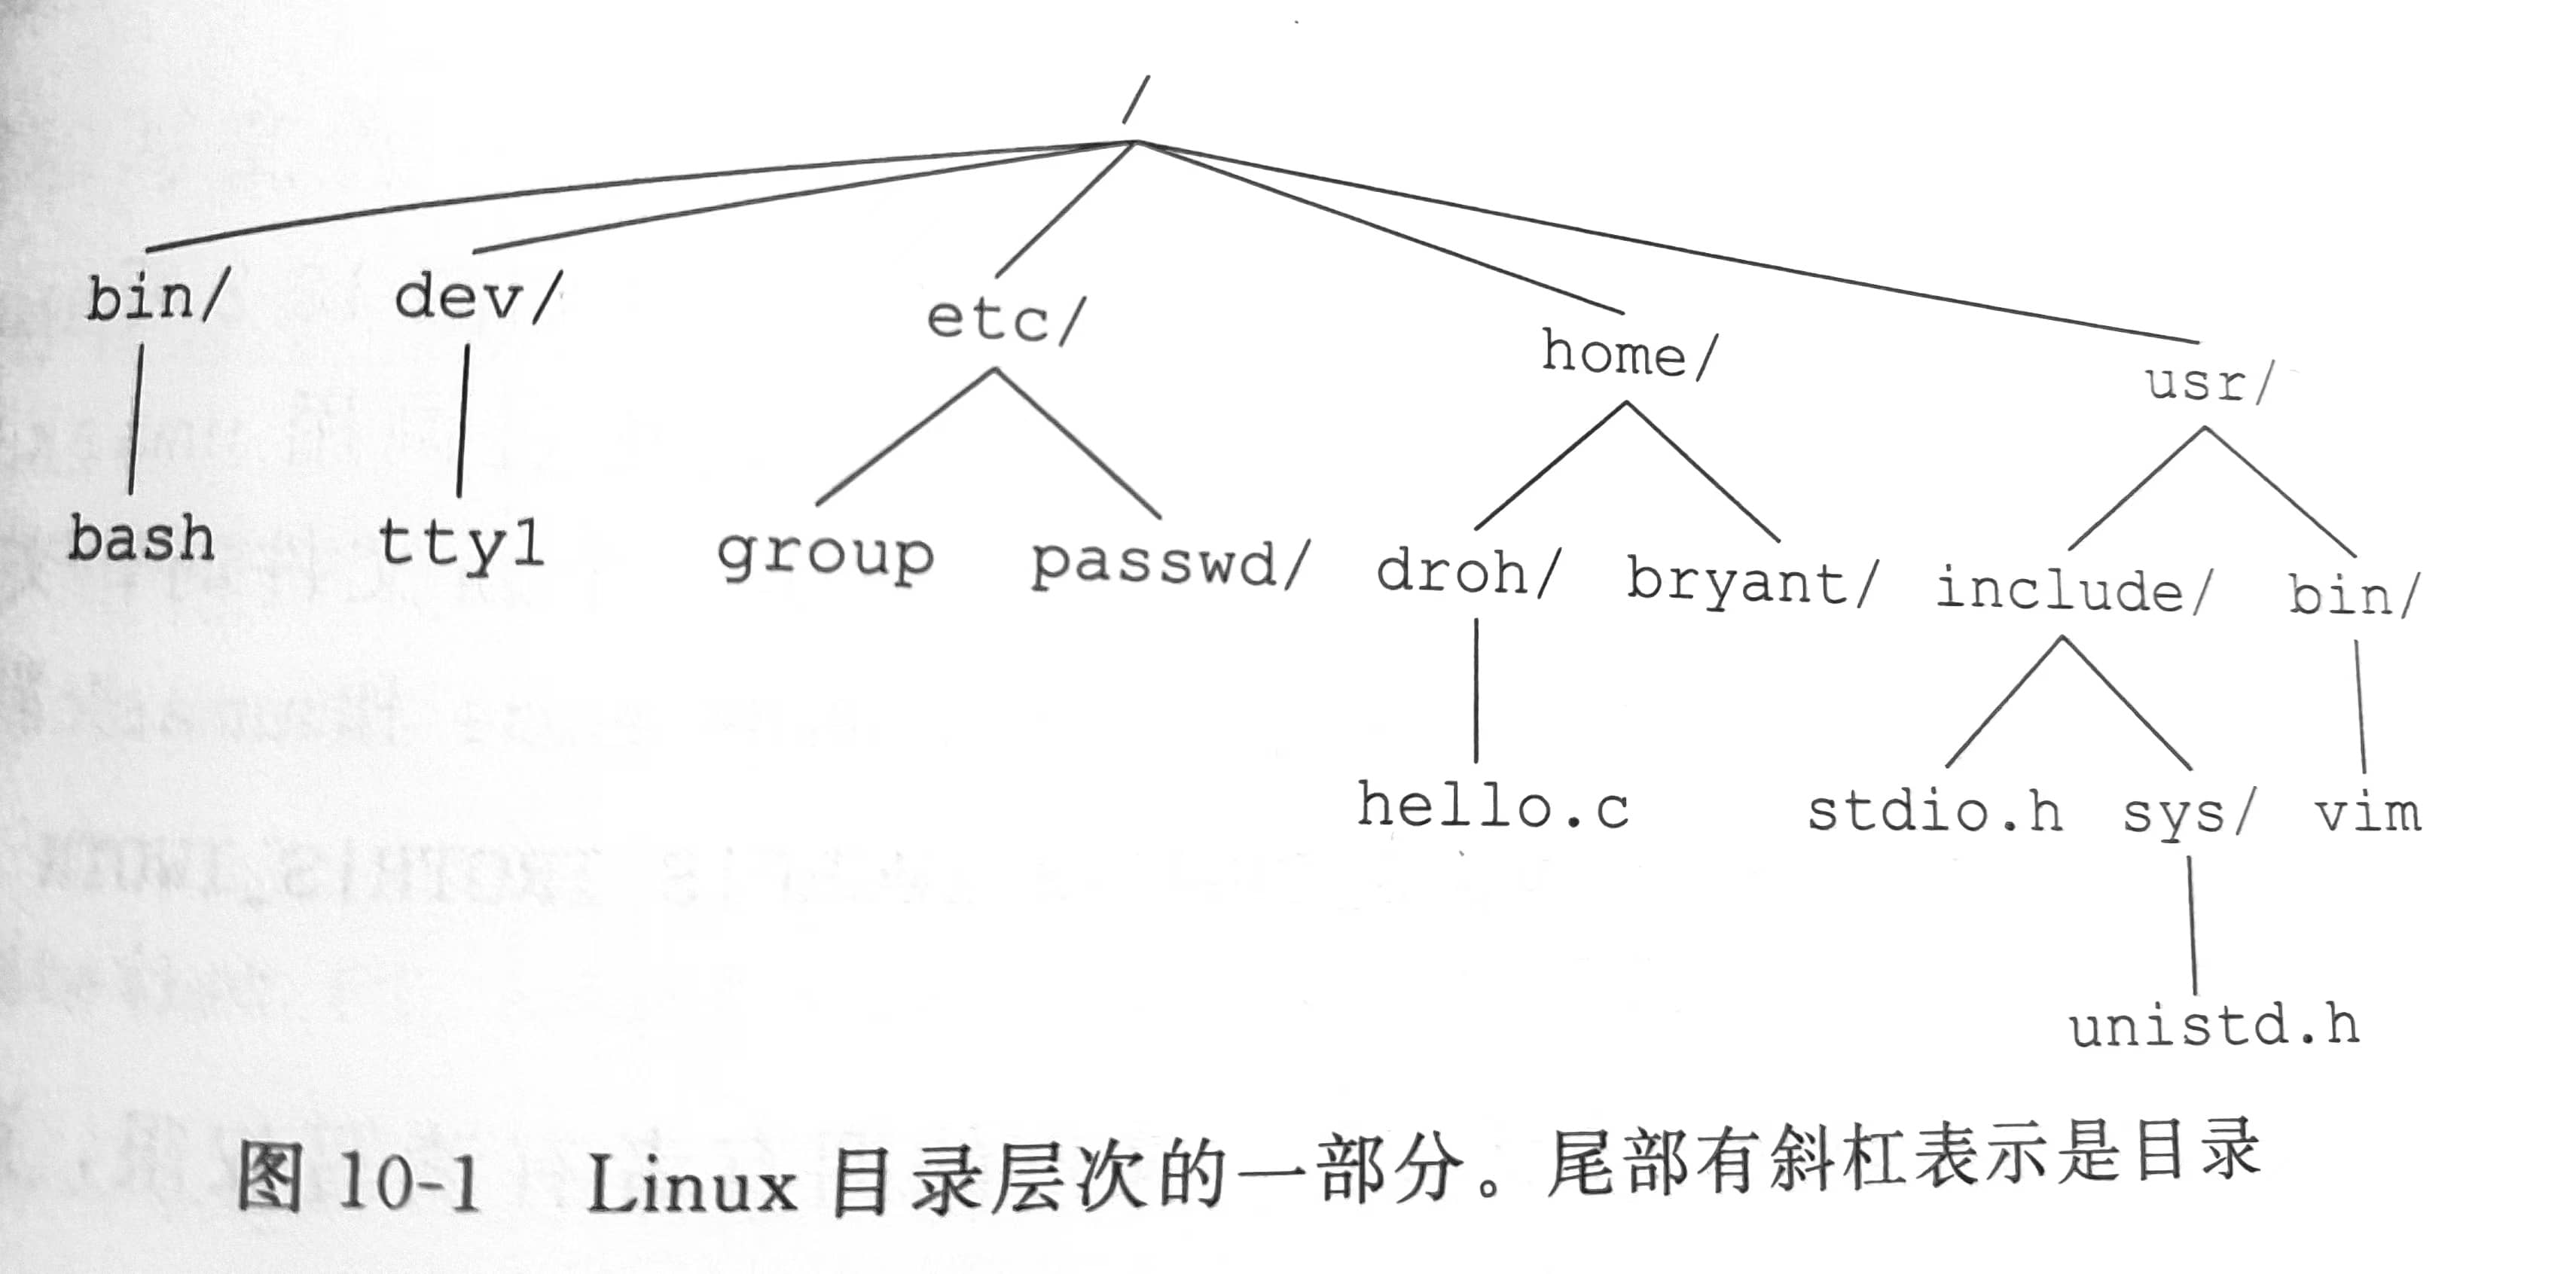 /
bin/ dev/ etc/ home/ usr/
bash tty1 group passwd/ droh/ bryant/ include/ bin/
hello.c stdio.h sys/ vim
unistd.h
图 10-1 Linux 目录层次的一部分。尾部有斜杠表示是目录